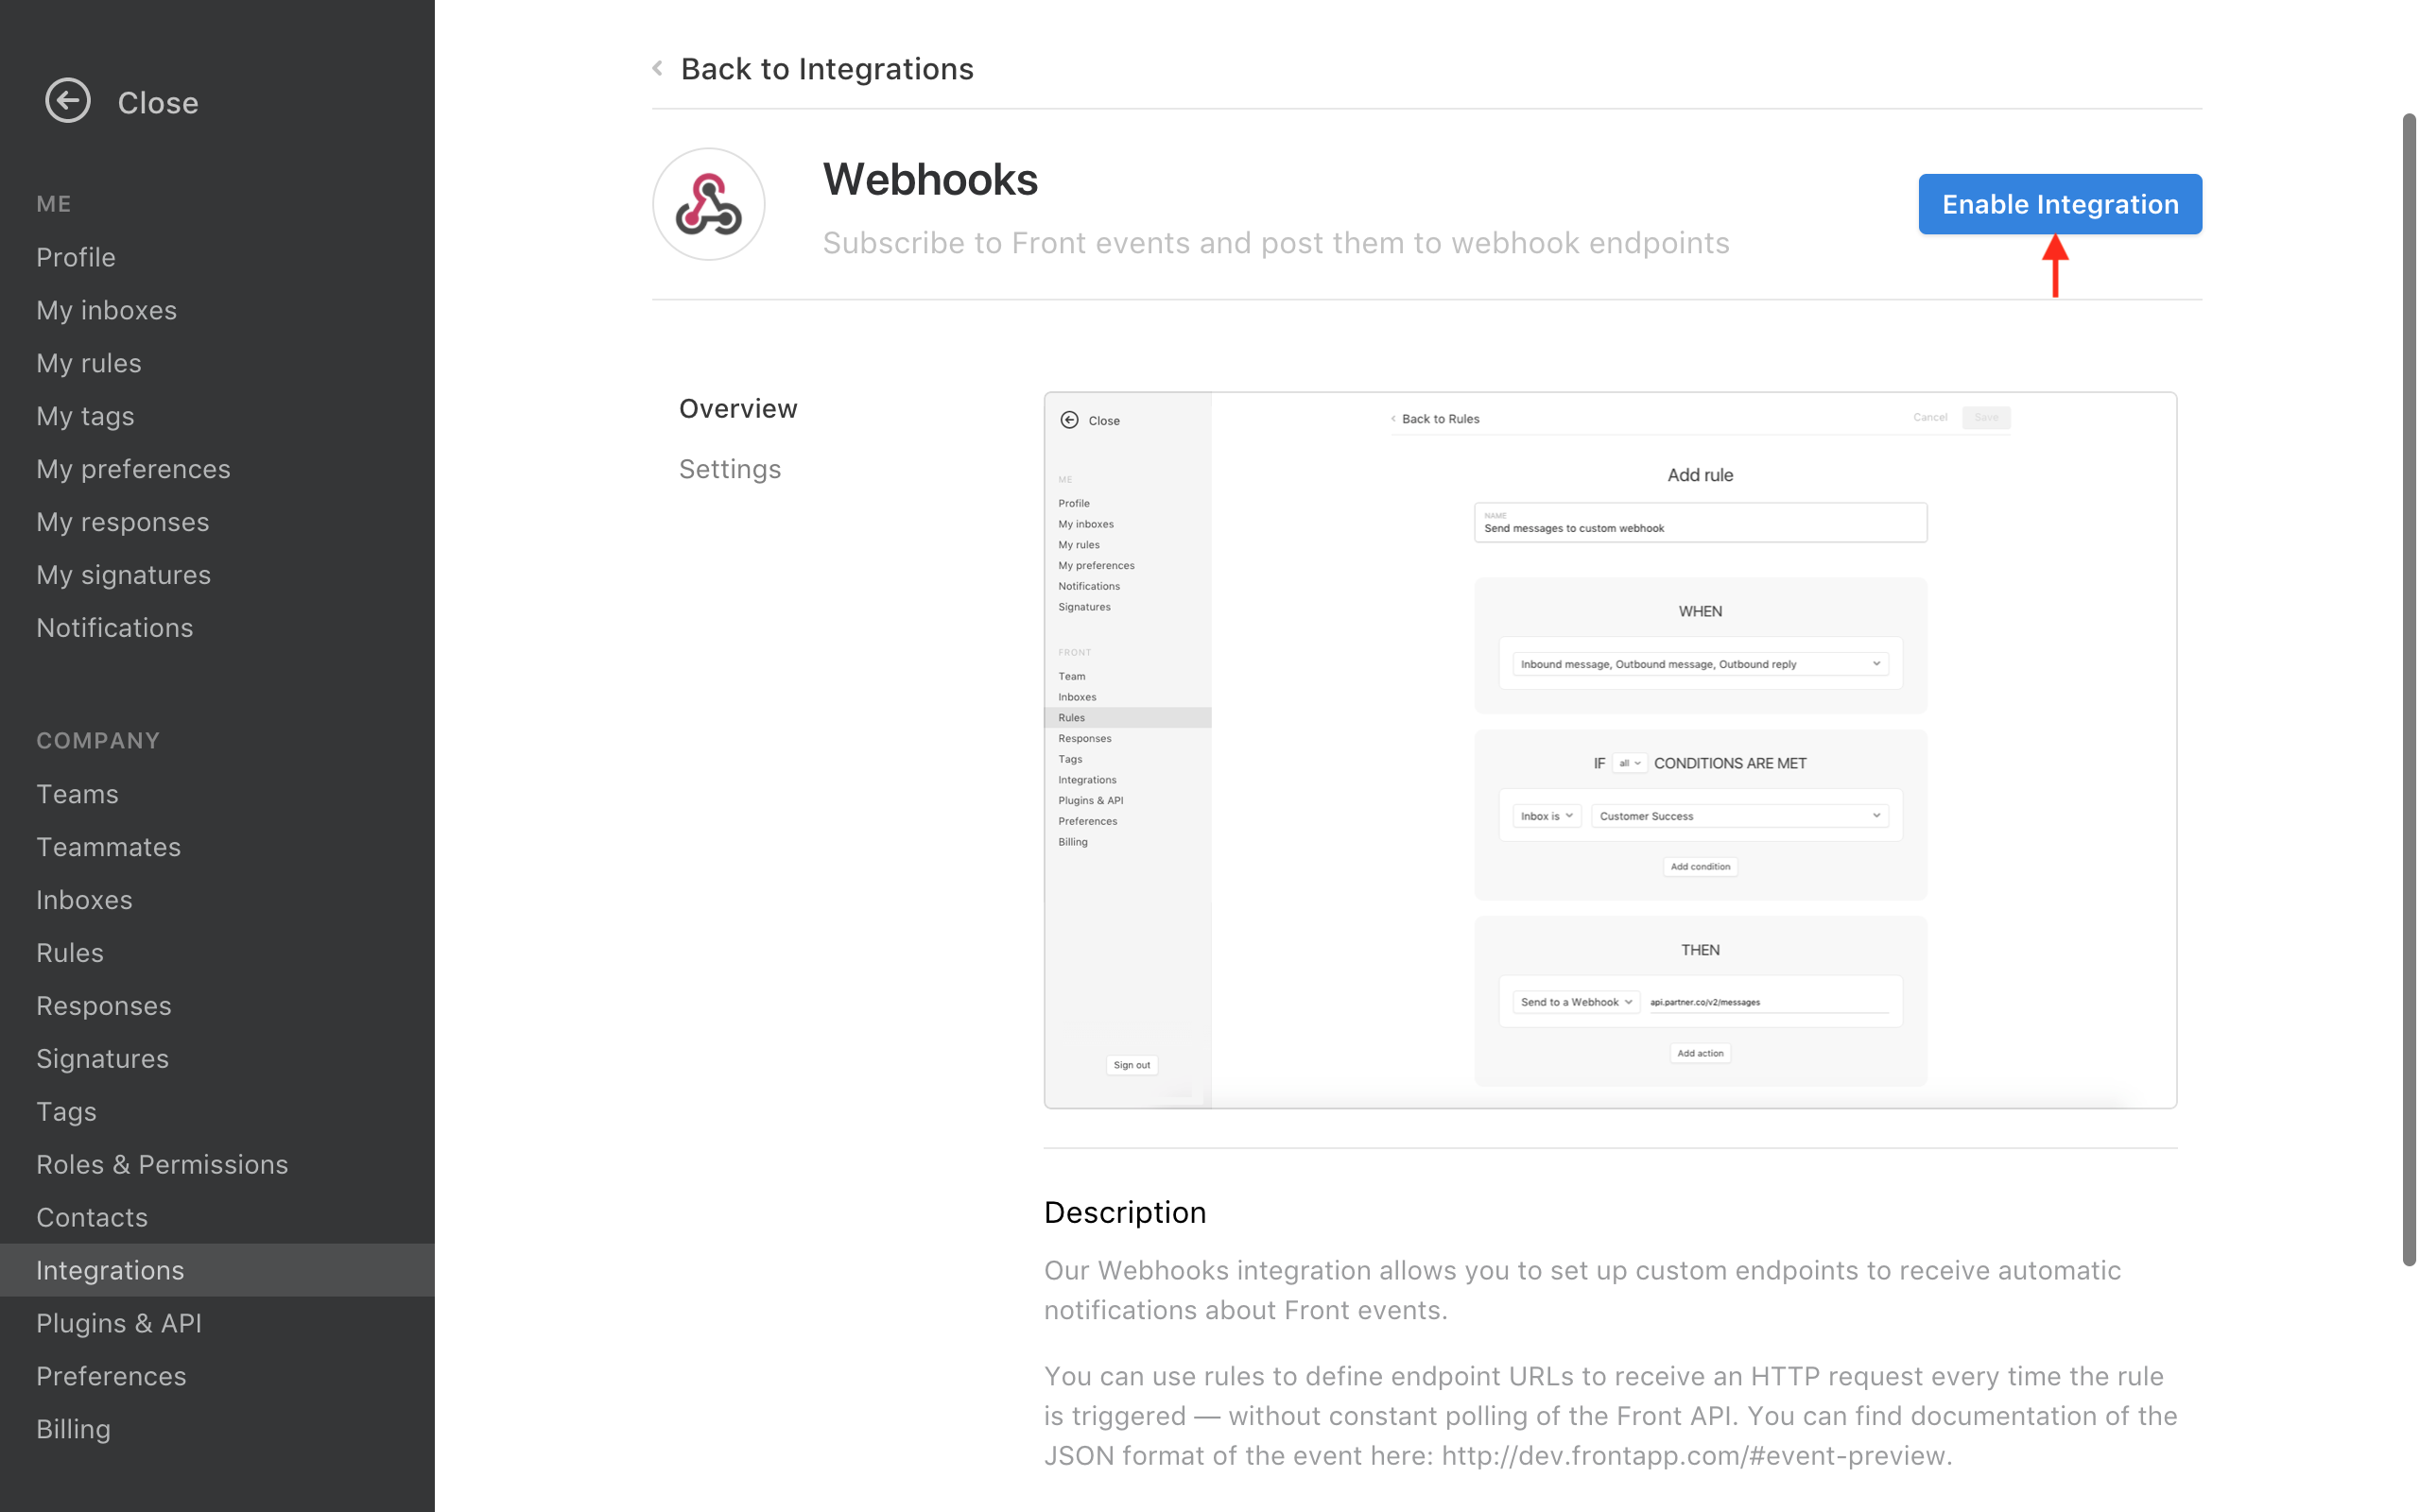 Close
ME
Profile
My inboxes
My rules
My tags
My preferences
My responses
My signatures
Notifications
COMPANY
Teams
Teammates
Inboxes
Rules
Responses
Signatures
Tags
Roles & Permissions
Contacts
Integrations
Plugins & API
Preferences
Billing
Back to Integrations
Webhooks
Subscribe to Front events and post them to webhook endpoints
Enable Integration
Overview
Settings
Close
ME
Profile
My inboxes
My rules
My preferences
Notifications
Signatures
FRONT
Team
Inboxes
Rules
Responses
Tags
Integrations
Plugins & API
Preferences
Billing
Sign out
Back to Rules
Cancel
Save
Add rule
NAME
Send messages to custom webhook
WHEN
Inbound message, Outbound message, Outbound reply
IF all CONDITIONS ARE MET
Inbox is Customer Success
Add condition
THEN
Send to a Webhook api.partner.co/v2/messages
Add action
Description
Our Webhooks integration allows you to set up custom endpoints to receive automatic
notifications about Front events.
You can use rules to define endpoint URLs to receive an HTTP request every time the rule
is triggered — without constant polling of the Front API. You can find documentation of the
JSON format of the event here: http://dev.frontapp.com/#event-preview.